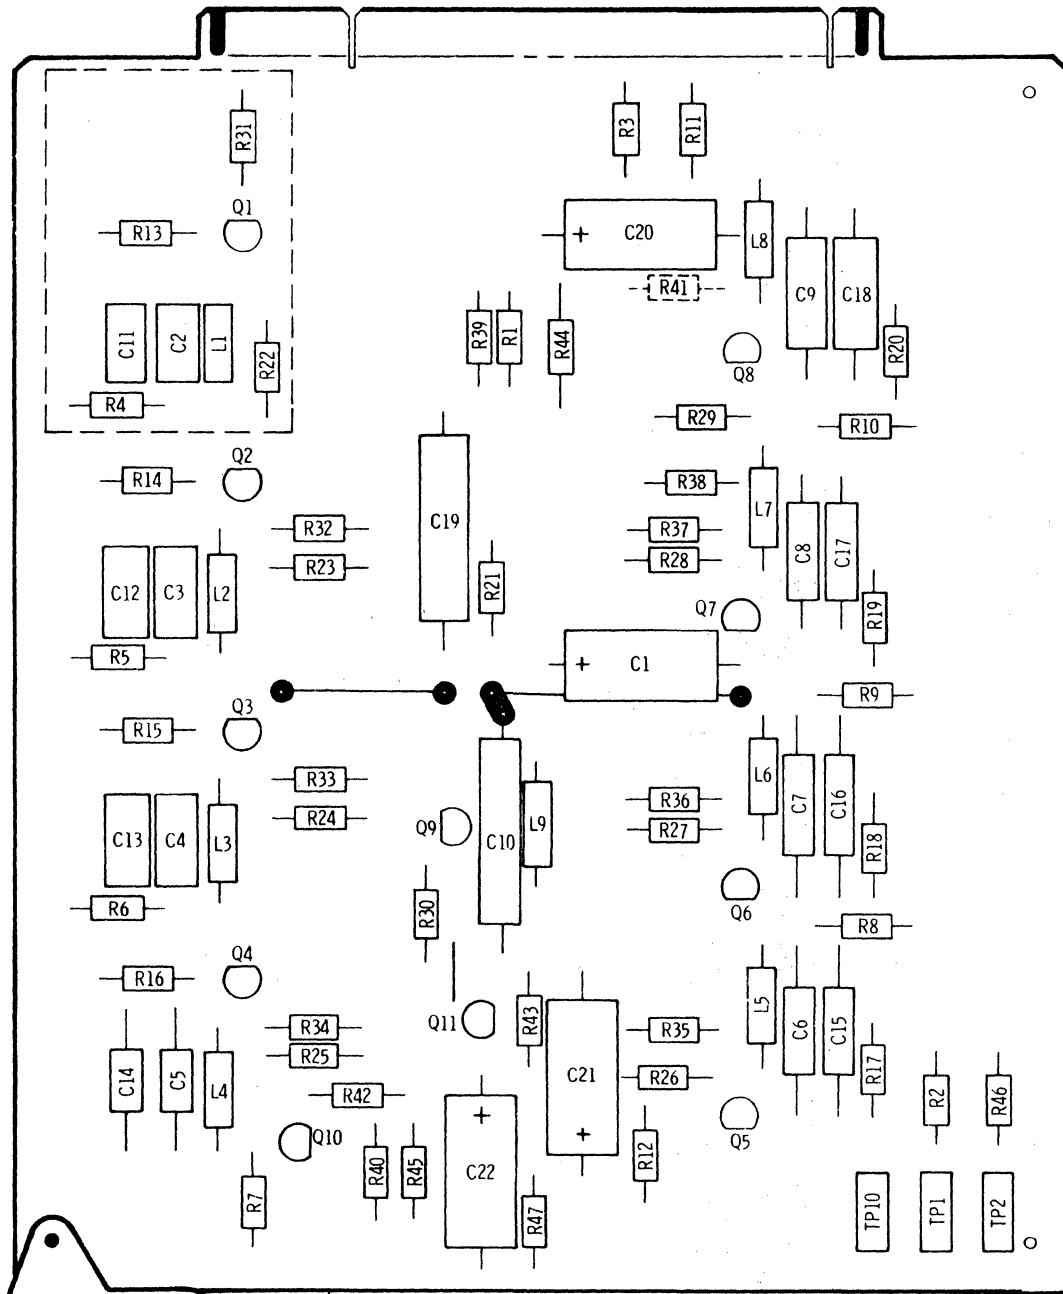 R31
R3
R11
Q1
R13
+ C20
L8
R41
C9
C18
C11
C2
L1
R22
R39
R1
R44
Q8
R20
R4
R29
R10
Q2
R14
R38
L7
R32
C19
R37
C8
C17
R23
R28
C12
C3
L2
R21
Q7
R19
R5
+ C1
R9
Q3
R15
R33
L6
R36
C7
C16
R24
Q9
C10
L9
R27
C13
C4
L3
R18
R6
R30
Q6
R8
Q4
R16
L5
R34
Q11
R43
R35
C6
C15
R25
C14
C5
L4
R42
C21
R26
R17
R2
R46
+
Q10
+
Q5
R7
R40
R45
C22
R12
R47
TP10
TP1
TP2